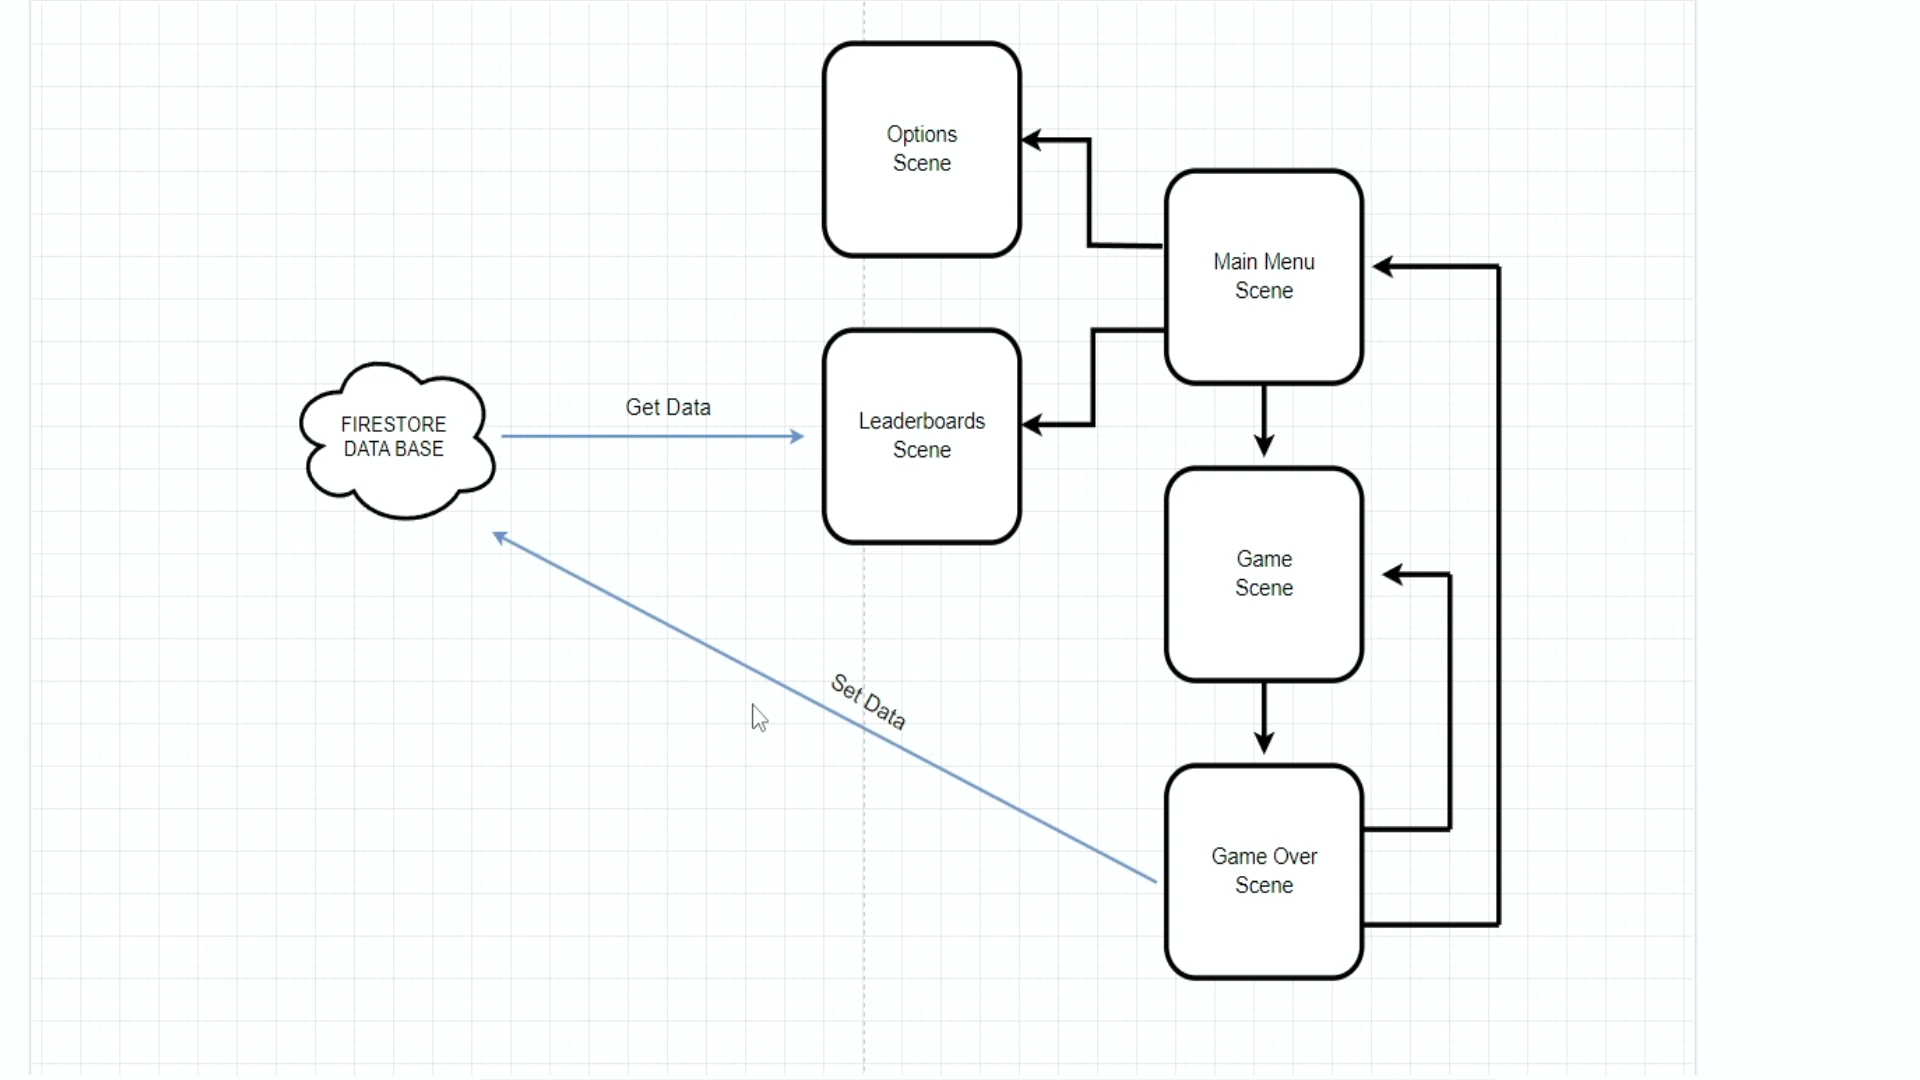 Options
Scene
Main Menu
Scene
Get Data
FIRESTORE
DATA BASE
Leaderboards
Scene
Game
Scene
Set Data
Game Over
Scene